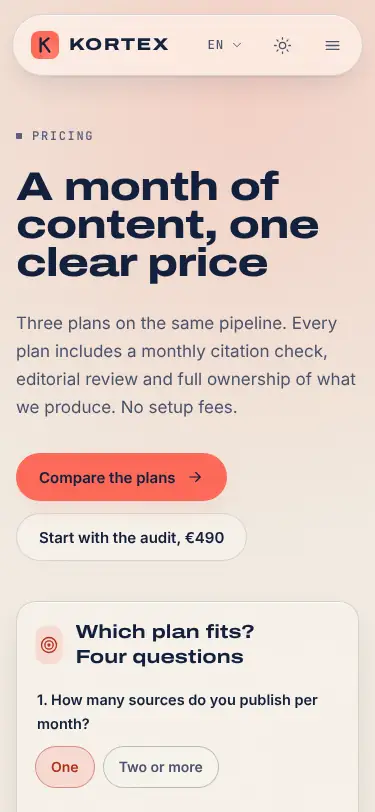 KORTEX
EN
PRICING
A month of
content, one
clear price
Three plans on the same pipeline. Every
plan includes a monthly citation check,
editorial review and full ownership of what
we produce. No setup fees.
Compare the plans →
Start with the audit, €490
Which plan fits?
Four questions
1. How many sources do you publish per
month?
One
Two or more